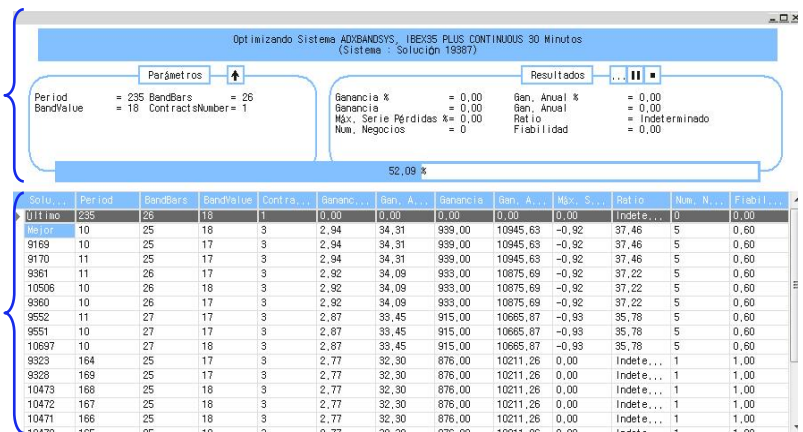 Optimizando Sistema ADXBANDSYS, IBEX35 PLUS CONTINUOUS 30 Minutos
(Sistema : Solución 19387)
Parámetros
Resultados ...
Period = 235 BandBars = 26
BandValue = 18 ContractsNumber= 1
Ganancia % = 0,00 Gan. Anual % = 0,00
Ganancia = 0,00 Gan. Anual = 0,00
Máx. Serie Pérdidas %= 0,00 Ratio = Indeterminado
Num. Negocios = 0 Fiabilidad = 0,00
52,09 %
Solu... Period BandBars BandValue Contra... Gananc... Gan. A... Ganancia Gan. A... Máx. S... Ratio Num. N... Fiabil...
Último 235 26 18 1 0,00 0,00 0,00 0,00 0,00 Indete... 0 0,00
Mejor 10 25 18 3 2,94 34,31 939,00 10945,63 -0,92 37,46 5 0,60
9169 10 25 17 3 2,94 34,31 939,00 10945,63 -0,92 37,46 5 0,60
9170 11 25 17 3 2,94 34,31 939,00 10945,63 -0,92 37,46 5 0,60
9361 11 26 17 3 2,92 34,09 933,00 10875,69 -0,92 37,22 5 0,60
10506 10 26 18 3 2,92 34,09 933,00 10875,69 -0,92 37,22 5 0,60
9360 10 26 17 3 2,92 34,09 933,00 10875,69 -0,92 37,22 5 0,60
9552 11 27 17 3 2,87 33,45 915,00 10665,87 -0,93 35,78 5 0,60
9551 10 27 17 3 2,87 33,45 915,00 10665,87 -0,93 35,78 5 0,60
10697 10 27 18 3 2,87 33,45 915,00 10665,87 -0,93 35,78 5 0,60
9323 164 25 17 3 2,77 32,30 876,00 10211,26 0,00 Indete... 1 1,00
9328 169 25 17 3 2,77 32,30 876,00 10211,26 0,00 Indete... 1 1,00
10473 168 25 18 3 2,77 32,30 876,00 10211,26 0,00 Indete... 1 1,00
10472 167 25 18 3 2,77 32,30 876,00 10211,26 0,00 Indete... 1 1,00
10471 166 25 18 3 2,77 32,30 876,00 10211,26 0,00 Indete... 1 1,00